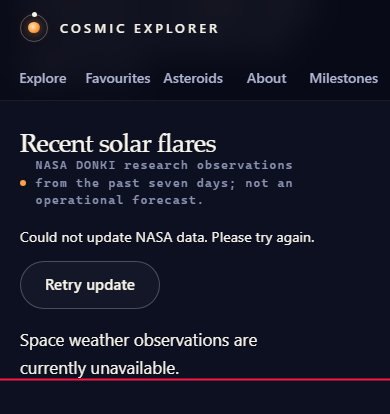 COSMIC EXPLORER
Explore Favourites Asteroids About Milestones
Recent solar flares
NASA DONKI research observations
from the past seven days; not an
operational forecast.
Could not update NASA data. Please try again.
Retry update
Space weather observations are
currently unavailable.